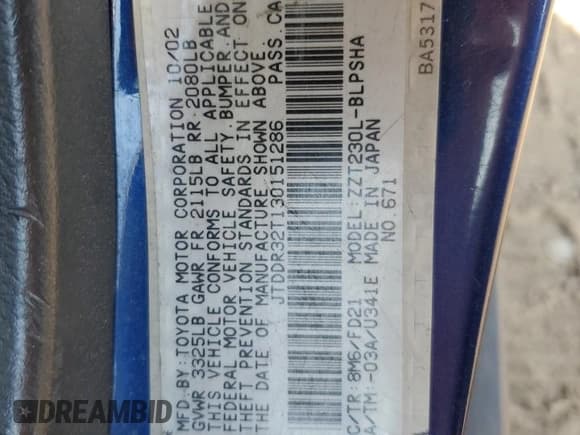 MFD.BY:TOYOTA MOTOR CORPORATION 10/02
GVWR 3325LB GAWR FR 2115LB RR 2080LB
THIS VEHICLE CONFORMS TO ALL APPLICABLE
FEDERAL MOTOR VEHICLE SAFETY,BUMPER,AND
THEFT PREVENTION STANDARDS IN EFFECT ON
THE DATE OF MANUFACTURE SHOWN ABOVE.
JTDDR32T130151286 PASS.CA
C/TR:8M6/FD21 MODEL:ZZT230L-BLPSHA
A/TM:-03A/U341E MADE IN JAPAN
NO.671
BA5317
DREAMBID